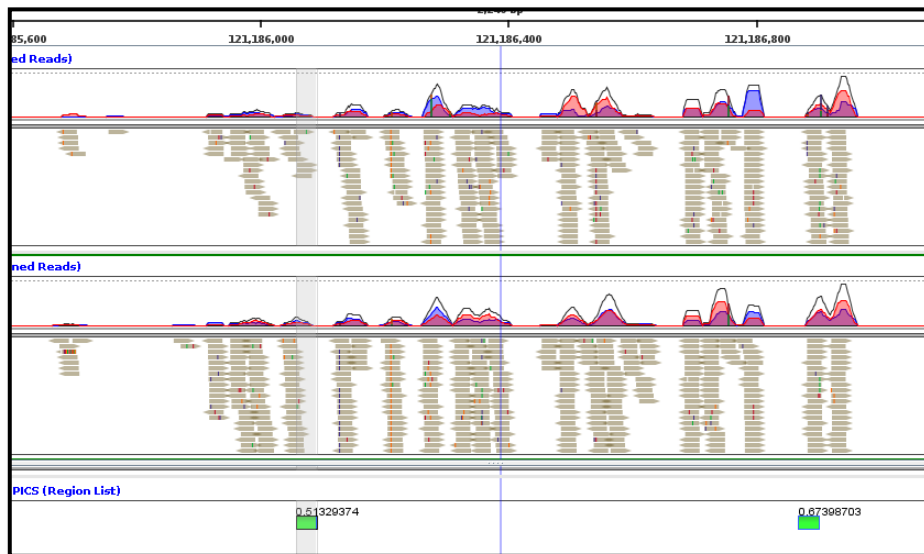 85,600 121,186,000 121,186,400 121,186,800
ed Reads)
ned Reads)
PICS (Region List)
0.51329374 0.67398703